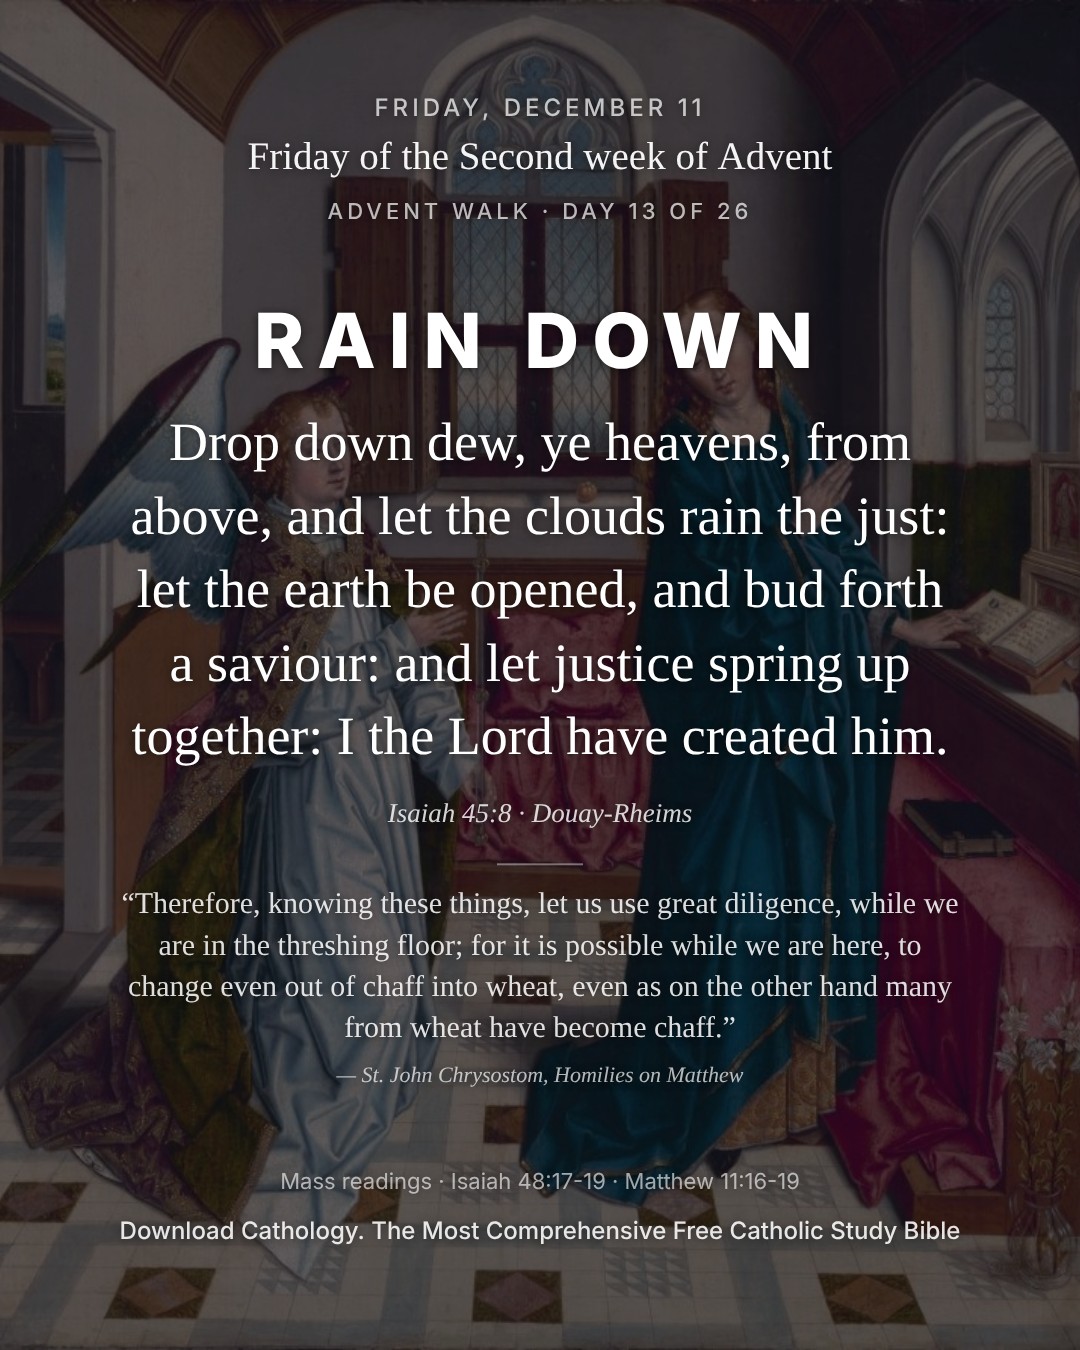 FRIDAY, DECEMBER 11
Friday of the Second week of Advent
ADVENT WALK · DAY 13 OF 26
RAIN DOWN
Drop down dew, ye heavens, from
above, and let the clouds rain the just:
let the earth be opened, and bud forth
a saviour: and let justice spring up
together: I the Lord have created him.
Isaiah 45:8 · Douay-Rheims
“Therefore, knowing these things, let us use great diligence, while we
are in the threshing floor; for it is possible while we are here, to
change even out of chaff into wheat, even as on the other hand many
from wheat have become chaff.”
— St. John Chrysostom, Homilies on Matthew
Mass readings · Isaiah 48:17-19 · Matthew 11:16-19
Download Cathology. The Most Comprehensive Free Catholic Study Bible